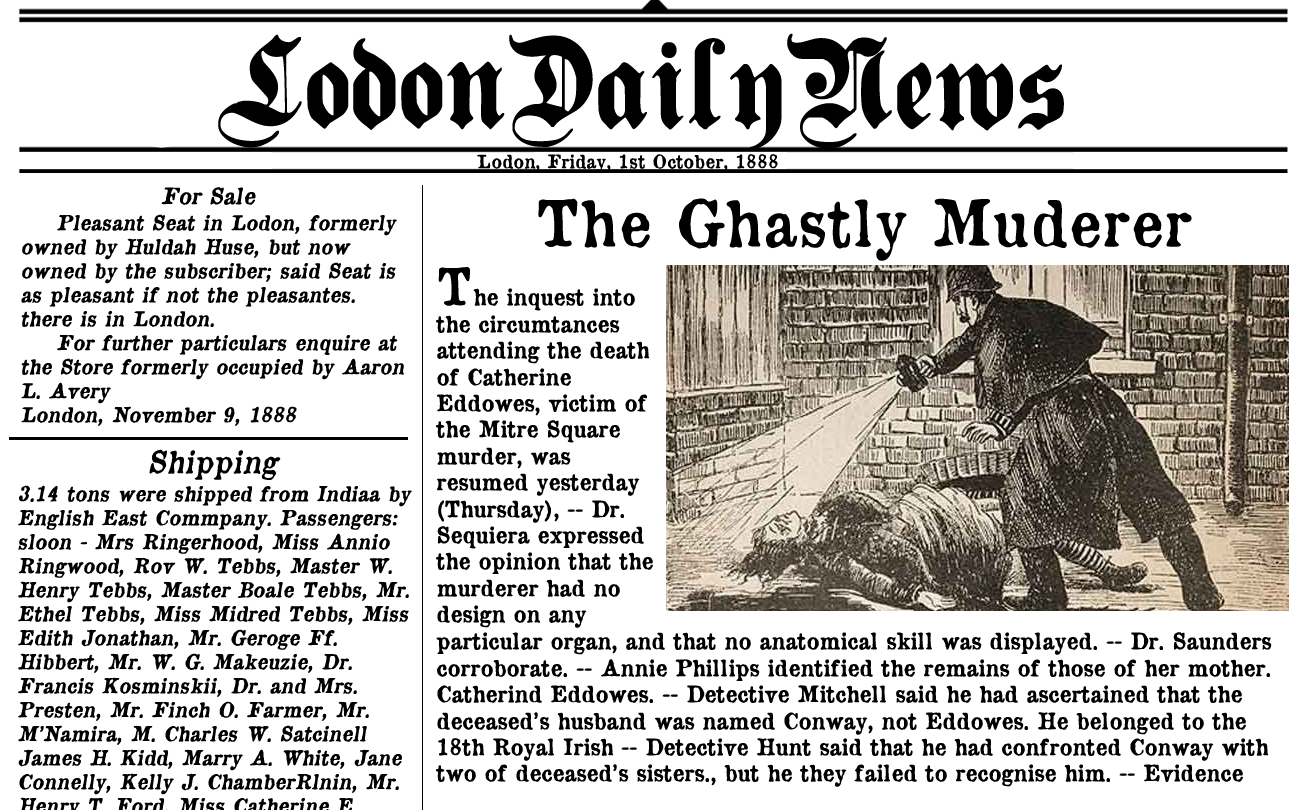 Lodon Daily News
Lodon, Friday, 1st October, 1888
For Sale
Pleasant Seat in Lodon, formerly
owned by Huldah Huse, but now
owned by the subscriber; said Seat is
as pleasant if not the pleasantes.
there is in London.
For further particulars enquire at
the Store formerly occupied by Aaron
L. Avery
London, November 9, 1888
Shipping
3.14 tons were shipped from Indiaa by
English East Commpany. Passengers:
sloon - Mrs Ringerhood, Miss Annio
Ringwood, Rov W. Tebbs, Master W.
Henry Tebbs, Master Boale Tebbs, Mr.
Ethel Tebbs, Miss Midred Tebbs, Miss
Edith Jonathan, Mr. Geroge Ff.
Hibbert, Mr. W. G. Makeuzie, Dr.
Francis Kosminskii, Dr. and Mrs.
Presten, Mr. Finch O. Farmer, Mr.
M'Namira, M. Charles W. Satcinell
James H. Kidd, Marry A. White, Jane
Connelly, Kelly J. ChamberRlnin, Mr.
Henry T. Ford, Miss Catherine E.
The Ghastly Muderer
The inquest into
the circumtances
attending the death
of Catherine
Eddowes, victim of
the Mitre Square
murder, was
resumed yesterday
(Thursday), -- Dr.
Sequiera expressed
the opinion that the
murderer had no
design on any
particular organ, and that no anatomical skill was displayed. -- Dr. Saunders
corroborate. -- Annie Phillips identified the remains of those of her mother.
Catherind Eddowes. -- Detective Mitchell said he had ascertained that the
deceased's husband was named Conway, not Eddowes. He belonged to the
18th Royal Irish -- Detective Hunt said that he had confronted Conway with
two of deceased's sisters., but he they failed to recognise him. -- Evidence